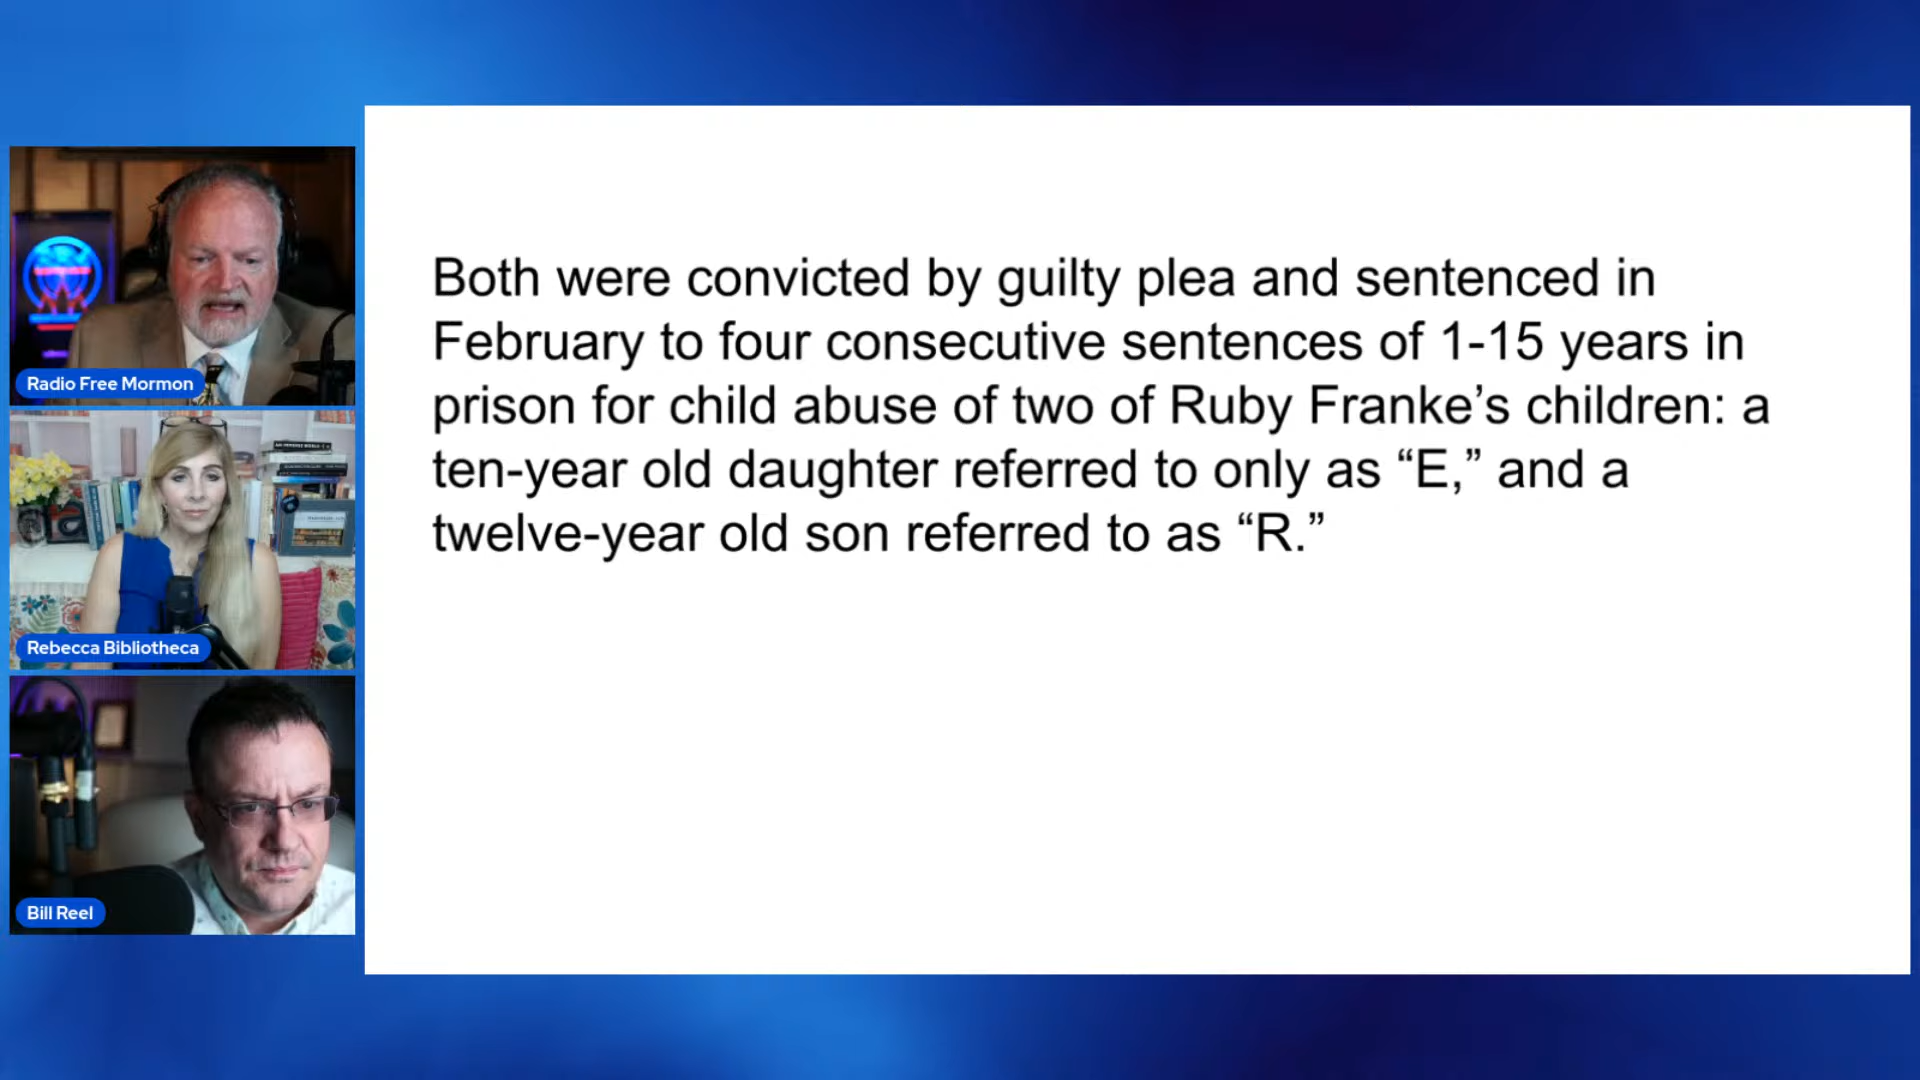 Radio Free Mormon
Rebecca Bibliotheca
Bill Reel
Both were convicted by guilty plea and sentenced in
February to four consecutive sentences of 1-15 years in
prison for child abuse of two of Ruby Franke’s children: a
ten-year old daughter referred to only as “E,” and a
twelve-year old son referred to as “R.”